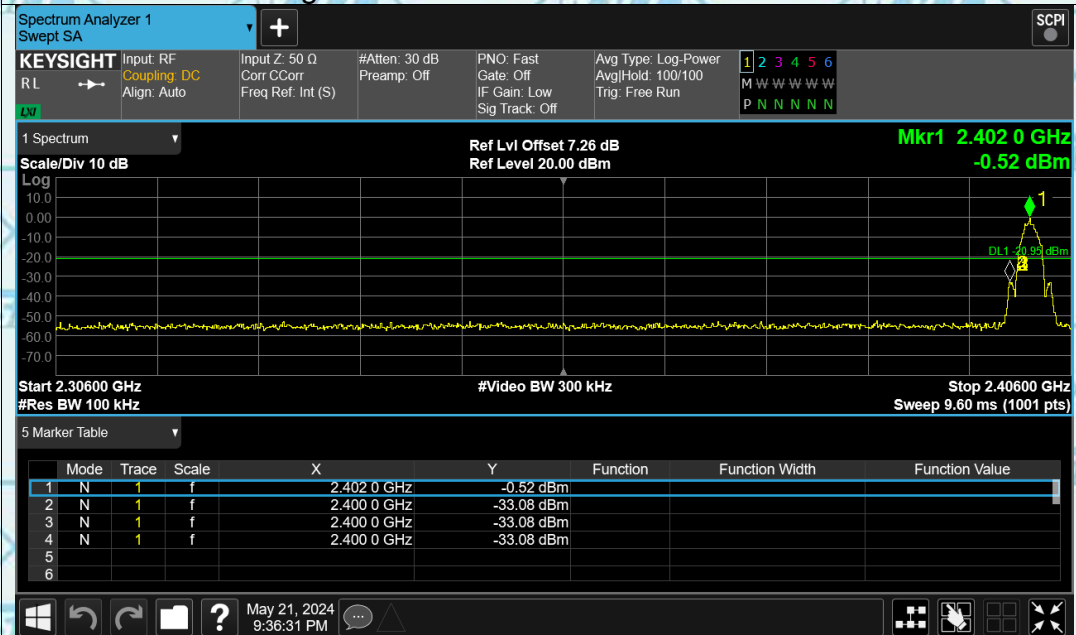 Spectrum Analyzer 1
Swept SA
+
SCPI
KEYSIGHT
RL
LXI
Input: RF
Coupling: DC
Align: Auto
Input Z: 50 Ω
Corr CCorr
Freq Ref: Int (S)
#Atten: 30 dB
Preamp: Off
PNO: Fast
Gate: Off
IF Gain: Low
Sig Track: Off
Avg Type: Log-Power
Avg|Hold: 100/100
Trig: Free Run
1 2 3 4 5 6
M W W W W W
P N N N N N
1 Spectrum
Scale/Div 10 dB
Ref Lvl Offset 7.26 dB
Ref Level 20.00 dBm
Mkr1 2.402 0 GHz
-0.52 dBm
Log
10.0
0.00
-10.0
-20.0
-30.0
-40.0
-50.0
-60.0
-70.0
1
DL1 -20.95 dBm
Start 2.30600 GHz
#Res BW 100 kHz
#Video BW 300 kHz
Stop 2.40600 GHz
Sweep 9.60 ms (1001 pts)
5 Marker Table
Mode Trace Scale X Y Function Function Width Function Value
1 N 1 f 2.402 0 GHz -0.52 dBm
2 N 1 f 2.400 0 GHz -33.08 dBm
3 N 1 f 2.400 0 GHz -33.08 dBm
4 N 1 f 2.400 0 GHz -33.08 dBm
5
6
?
May 21, 2024
9:36:31 PM